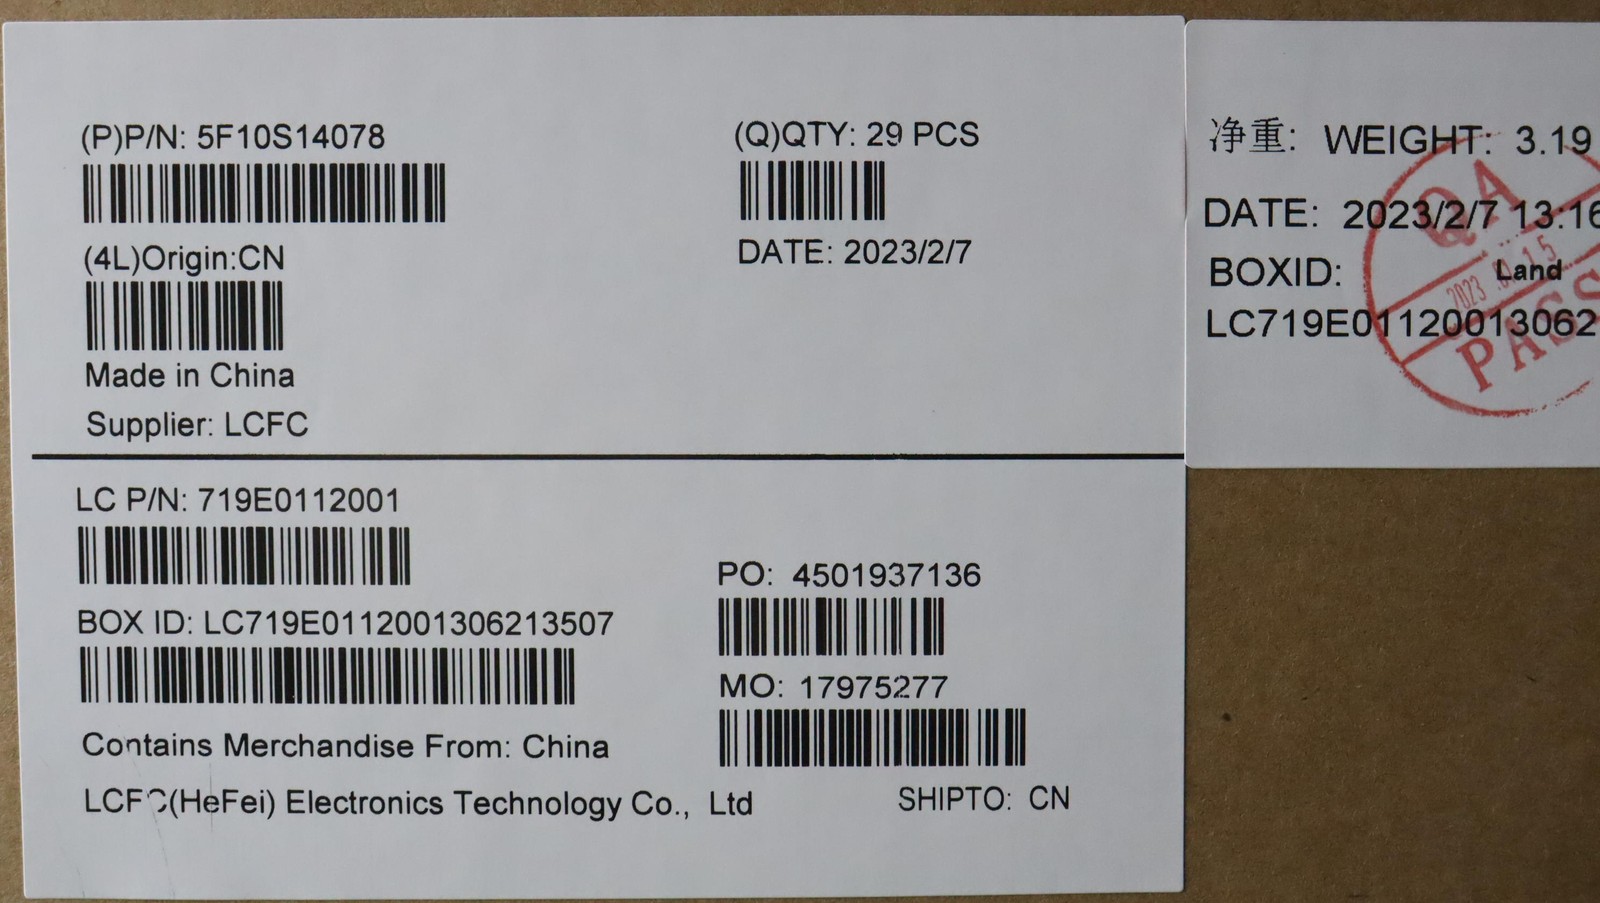 (P)P/N: 5F10S14078
(Q)QTY: 29 PCS
(4L)Origin:CN
DATE: 2023/2/7
Made in China
Supplier: LCFC
LC P/N: 719E0112001
PO: 4501937136
BOX ID: LC719E0112001306213507
MO: 17975277
Contains Merchandise From: China
LCFC(HeFei) Electronics Technology Co., Ltd
SHIPTO: CN
净重: WEIGHT: 3.19
DATE: 2023/2/7 13:16
BOXID: Land
LC719E01120013062
QA
PASS